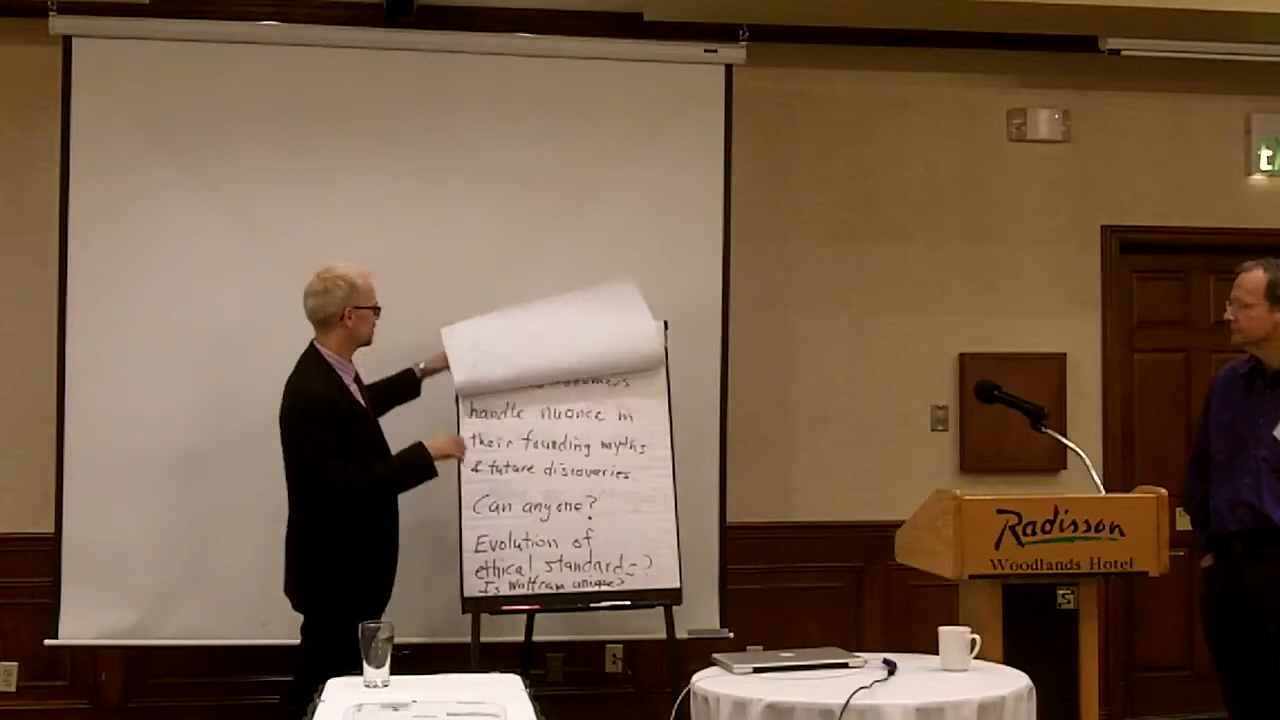 handle nuance in
their founding myths
& future discoveries.
Can anyone?
Evolution of
ethical standards?
Is Wolfram unique?
Radisson
Woodlands Hotel